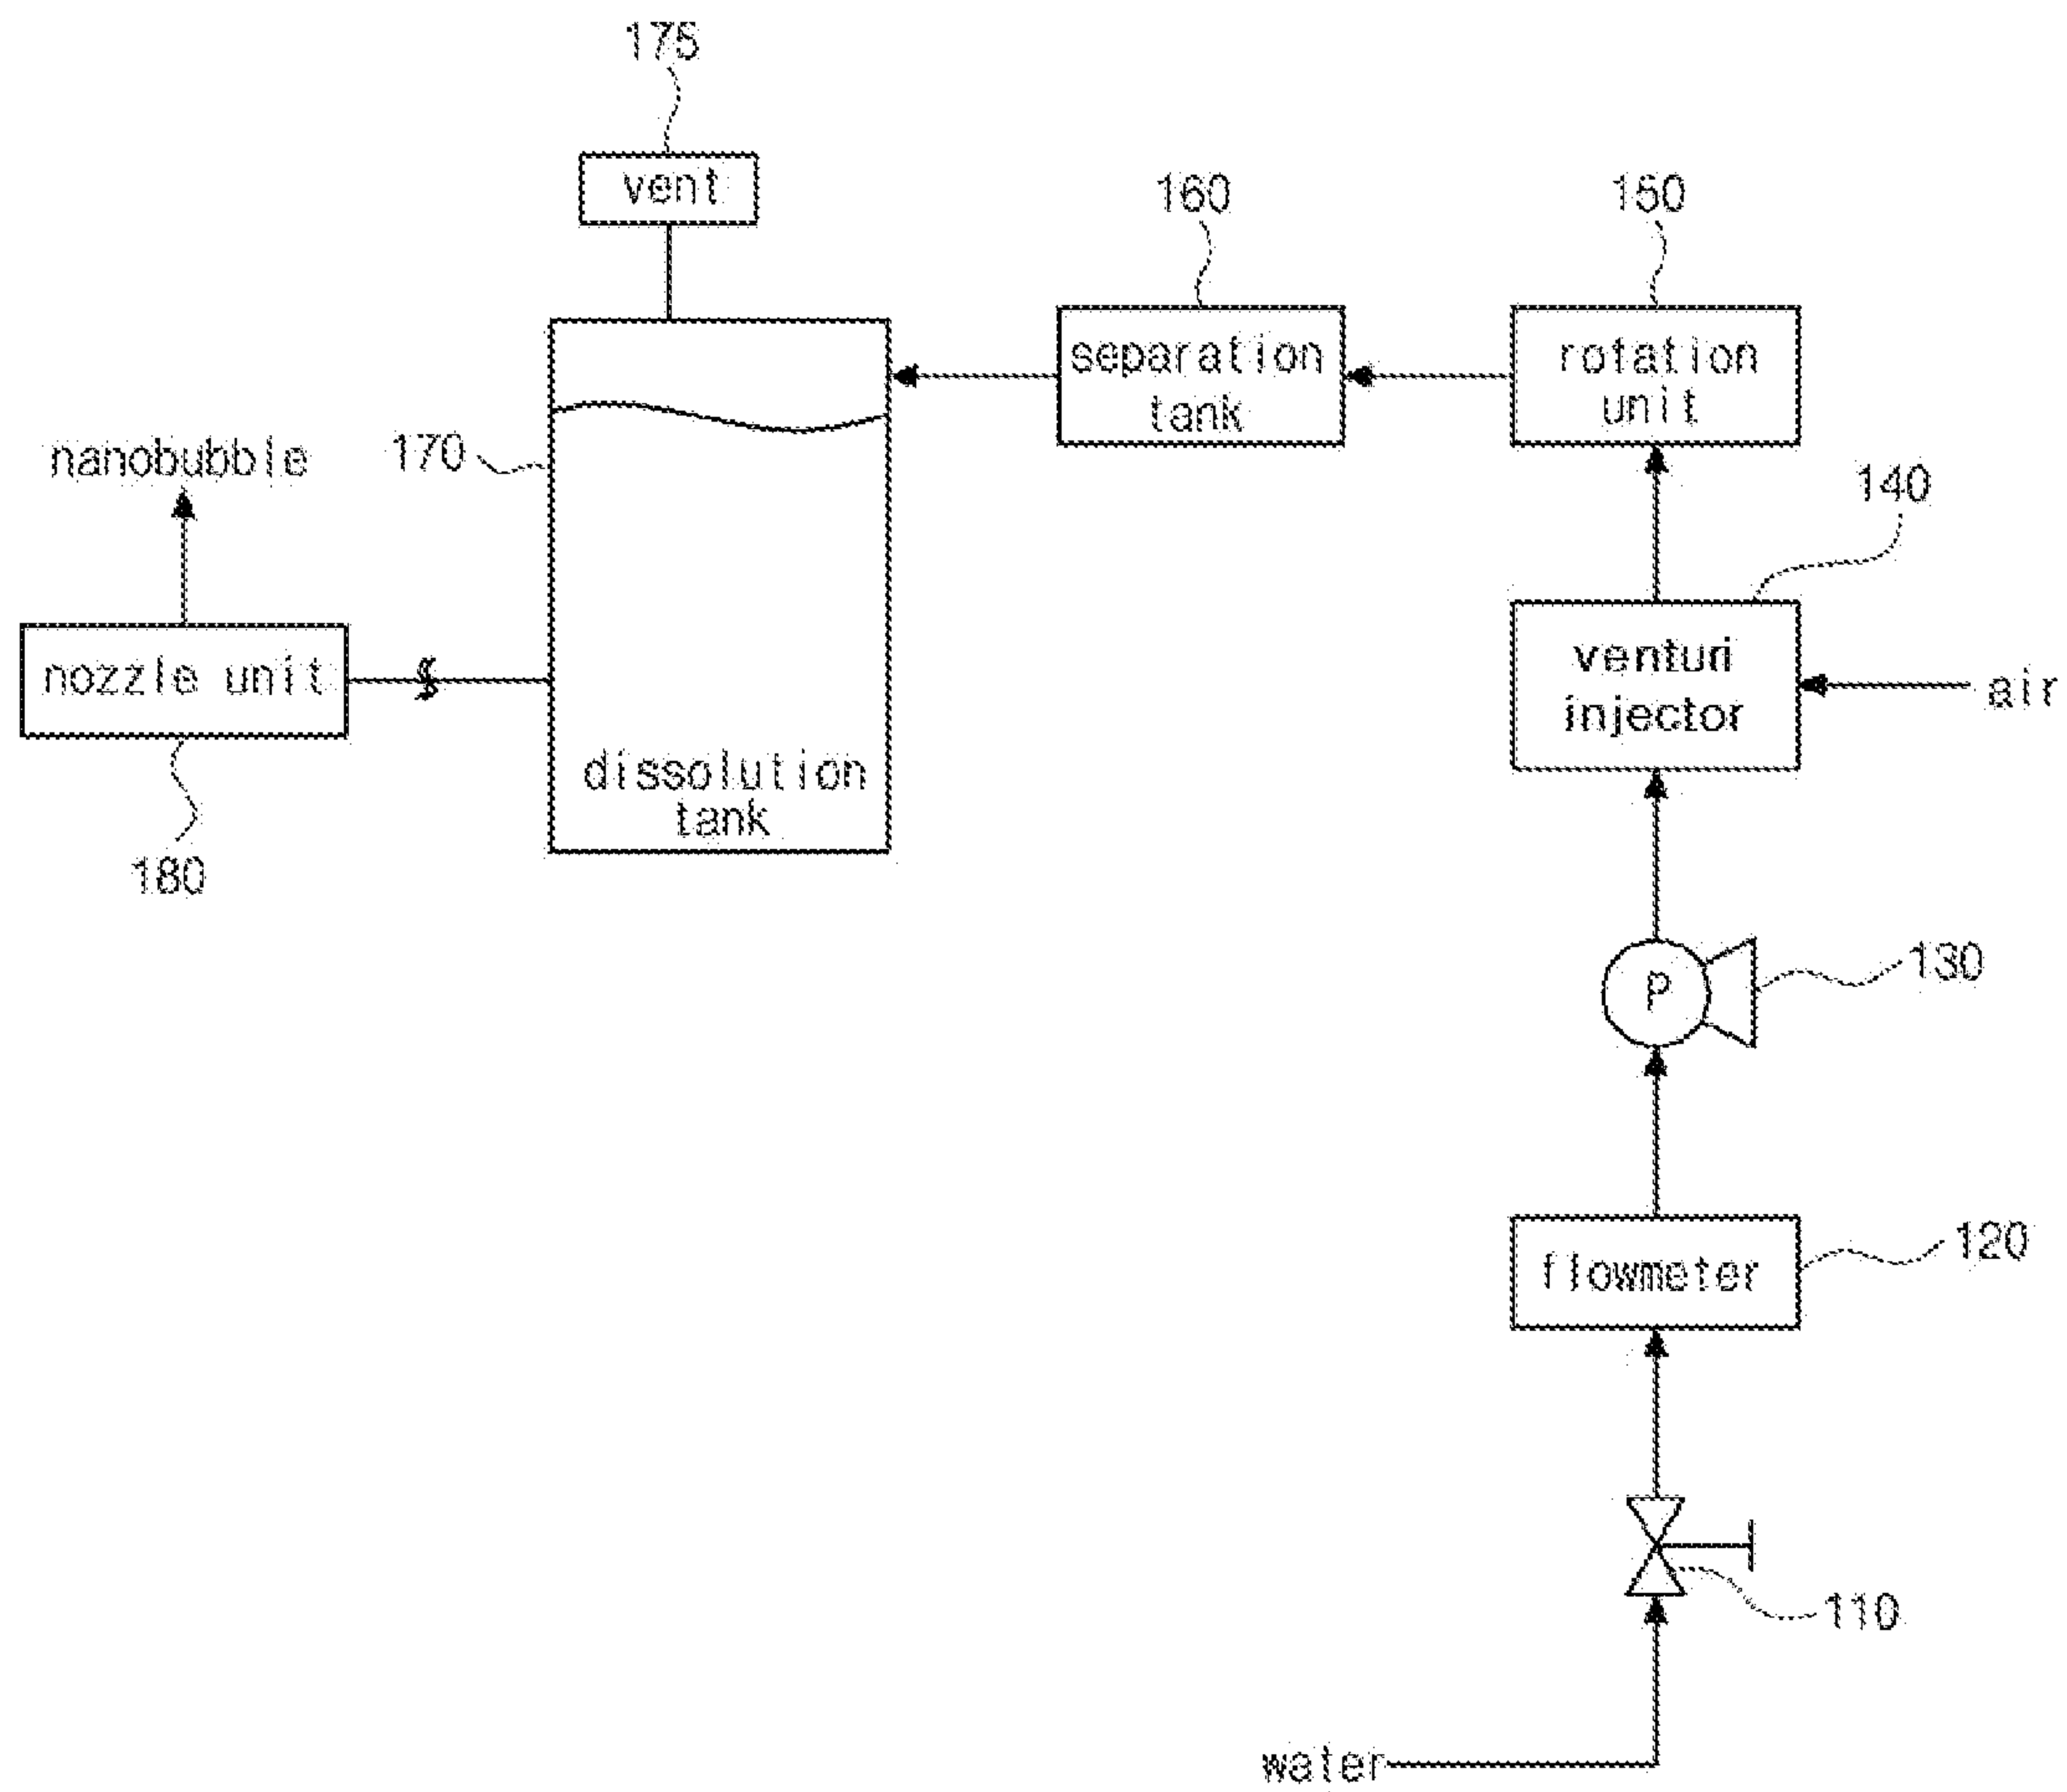 175
vent
160
150
separation
tank
rotation
unit
nanobubble
170
140
nozzle unit
venturi
injector
air
dissolution
tank
180
P
130
flowmeter
120
110
water